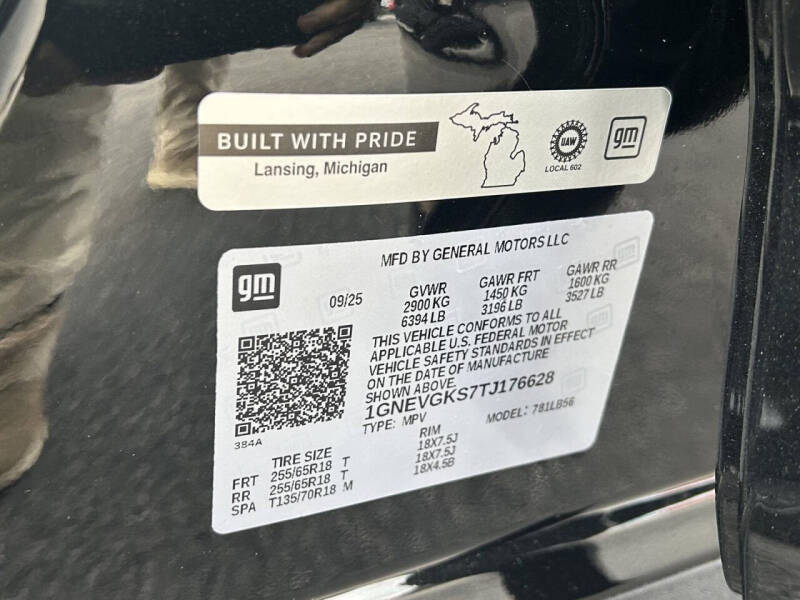 BUILT WITH PRIDE
Lansing, Michigan
UAW
LOCAL 602
gm
MFD BY GENERAL MOTORS LLC
gm
09/25
GVWR
2900 KG
6394 LB
GAWR FRT
1450 KG
3196 LB
GAWR RR
1600 KG
3527 LB
THIS VEHICLE CONFORMS TO ALL
APPLICABLE U.S. FEDERAL MOTOR
VEHICLE SAFETY STANDARDS IN EFFECT
ON THE DATE OF MANUFACTURE
SHOWN ABOVE.
1GNEVGKS7TJ176628
TYPE: MPV
MODEL: 781LB56
384A
TIRE SIZE
RIM
FRT 255/65R18 T 18X7.5J
RR 255/65R18 T 18X7.5J
SPA T135/70R18 M 18X4.5B